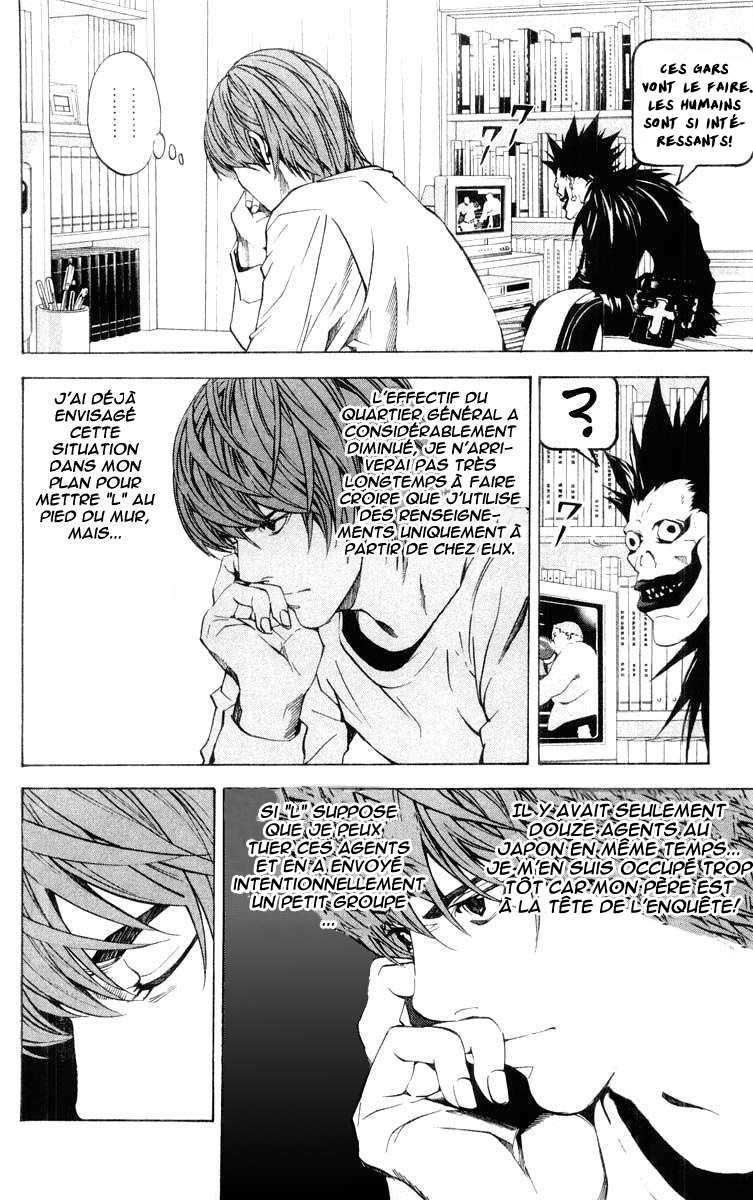 CES GARS
VONT LE FAIRE.
LES HUMAINS
SONT SI INTÉ-
RESSANTS!
?
L'EFFECTIF DU
QUARTIER GÉNÉRAL A
CONSIDÉRABLEMENT
DIMINUÉ, JE N'ARRI-
VERAI PAS TRÈS
LONGTEMPS À FAIRE
CROIRE QUE J'UTILISE
DES RENSEIGNE-
MENTS UNIQUEMENT À
PARTIR DE CHEZ EUX.
J'AI DÉJÀ
ENVISAGÉ
CETTE
SITUATION
DANS MON
PLAN POUR
METTRE "L" AU
PIED DU MUR,
MAIS...
IL Y AVAIT SEULEMENT
DOUZE AGENTS AU
JAPON EN MÊME TEMPS...
JE M'EN SUIS OCCUPÉ TROP
TÔT CAR MON PÈRE EST
À LA TÊTE DE L'ENQUÊTE!
SI "L" SUPPOSE
QUE JE PEUX
TUER CES AGENTS
ET EN A ENVOYÉ
INTENTIONNELLEMENT
UN PETIT GROUPE
...